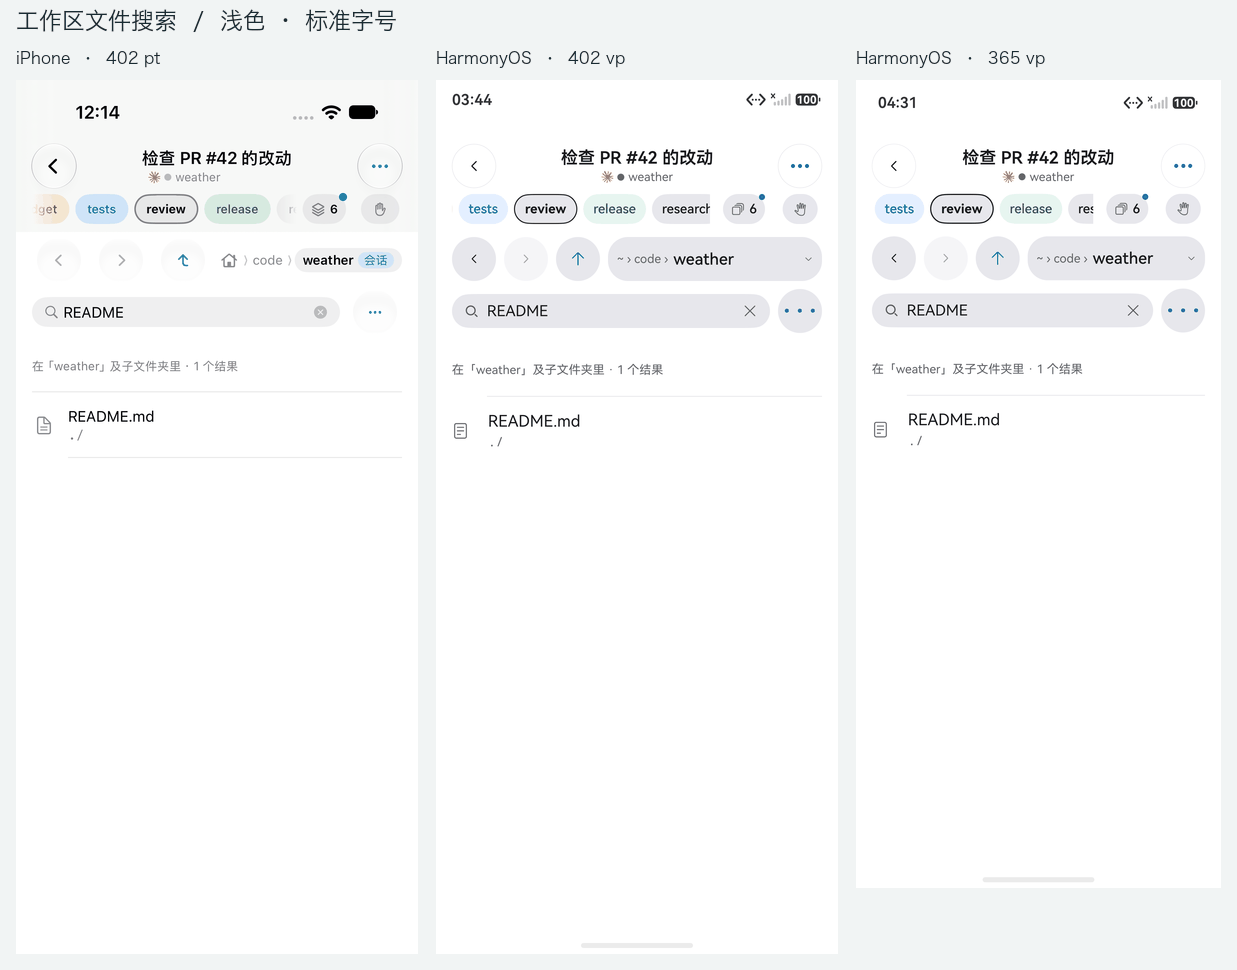 工作区文件搜索 / 浅色 · 标准字号
iPhone · 402 pt
12:14
检查 PR #42 的改动
weather
get tests review release 6
code weather 会话
README
在「weather」及子文件夹里 · 1 个结果
README.md
./
HarmonyOS · 402 vp
03:44
100
检查 PR #42 的改动
weather
tests review release research 6
~ › code › weather
README
在「weather」及子文件夹里 · 1 个结果
README.md
./
HarmonyOS · 365 vp
04:31
100
检查 PR #42 的改动
weather
tests review release res 6
~ › code › weather
README
在「weather」及子文件夹里 · 1 个结果
README.md
./